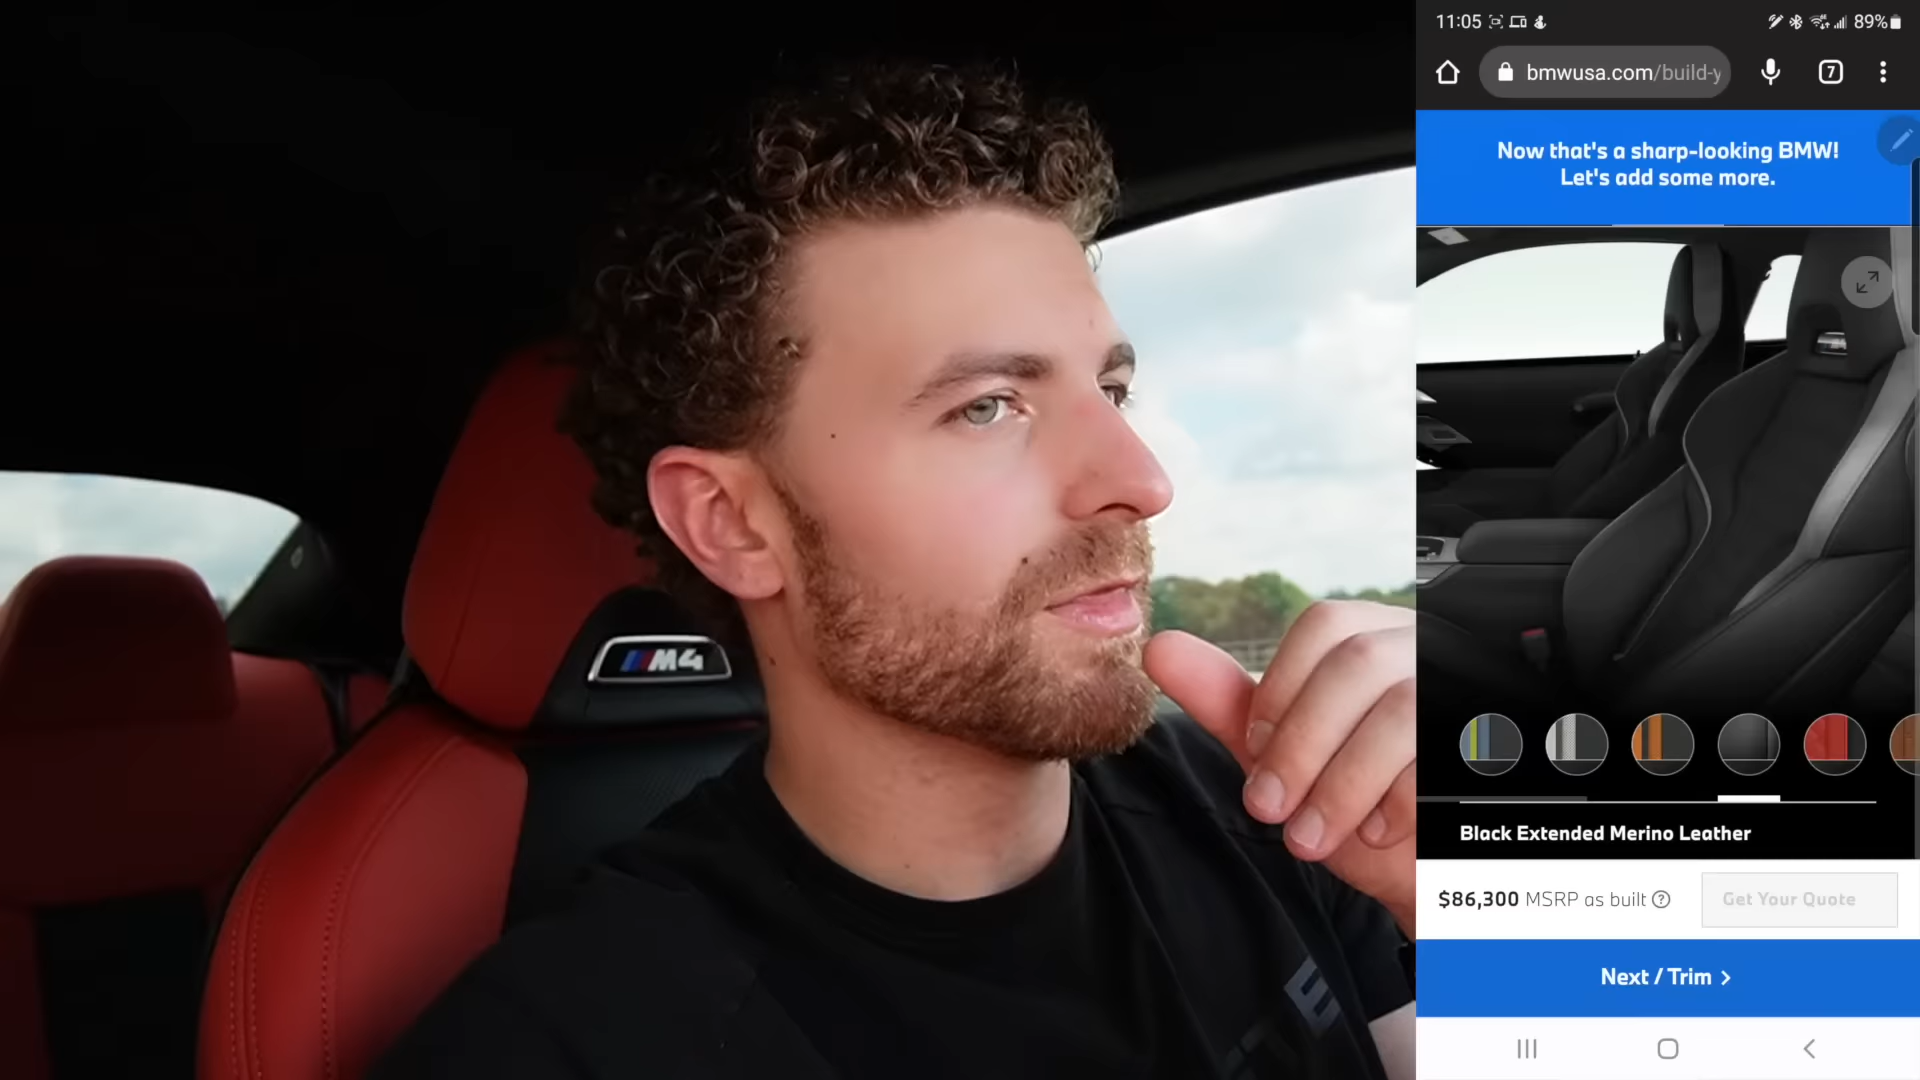 M4
E
11:05
89%
bmwusa.com/build-y
7
Now that's a sharp-looking BMW!
Let's add some more.
Black Extended Merino Leather
$86,300 MSRP as built ?
Get Your Quote
Next / Trim >